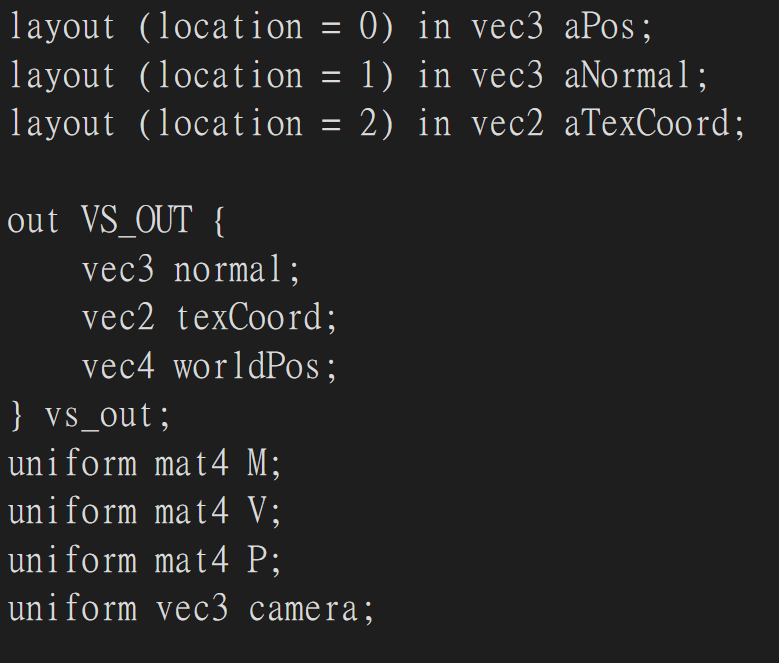 layout (location = 0) in vec3 aPos;
layout (location = 1) in vec3 aNormal;
layout (location = 2) in vec2 aTexCoord;

out VS_OUT {
    vec3 normal;
    vec2 texCoord;
    vec4 worldPos;
} vs_out;
uniform mat4 M;
uniform mat4 V;
uniform mat4 P;
uniform vec3 camera;